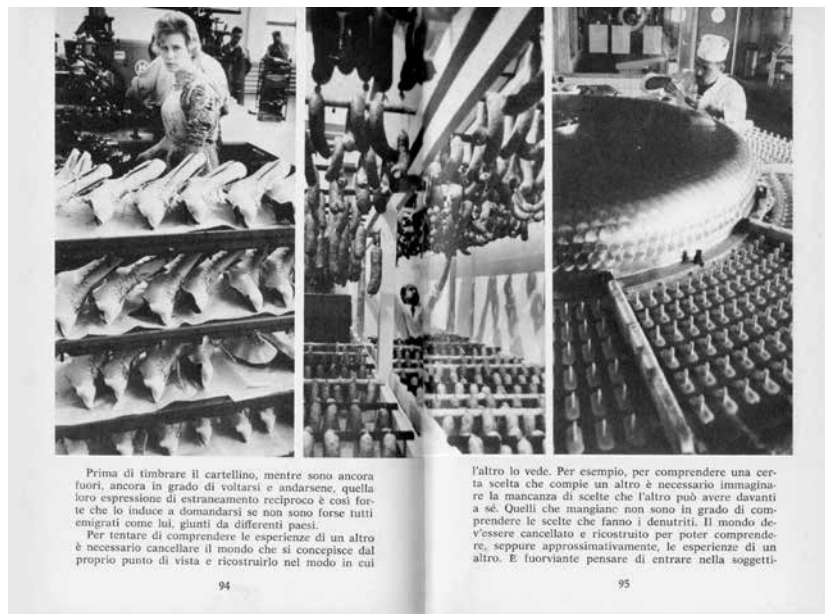 Prima di timbrare il cartellino, mentre sono ancora
fuori, ancora in grado di voltarsi e andarsene, quella
loro espressione di estraneamento reciproco è così for-
te che lo induce a domandarsi se non sono forse tutti
emigrati come lui, giunti da differenti paesi.
Per tentare di comprendere le esperienze di un altro
è necessario cancellare il mondo che si concepisce dal
proprio punto di vista e ricostruirlo nel modo in cui
94
l'altro lo vede. Per esempio, per comprendere una cer-
ta scelta che compie un altro è necessario immagina-
re la mancanza di scelte che l'altro può avere davanti
a sé. Quelli che mangiano non sono in grado di com-
prendere le scelte che fanno i denutriti. Il mondo de-
v'essere cancellato e ricostruito per poter comprende-
re, seppure approssimativamente, le esperienze di un
altro. È fuorviante pensare di entrare nella soggetti-
95